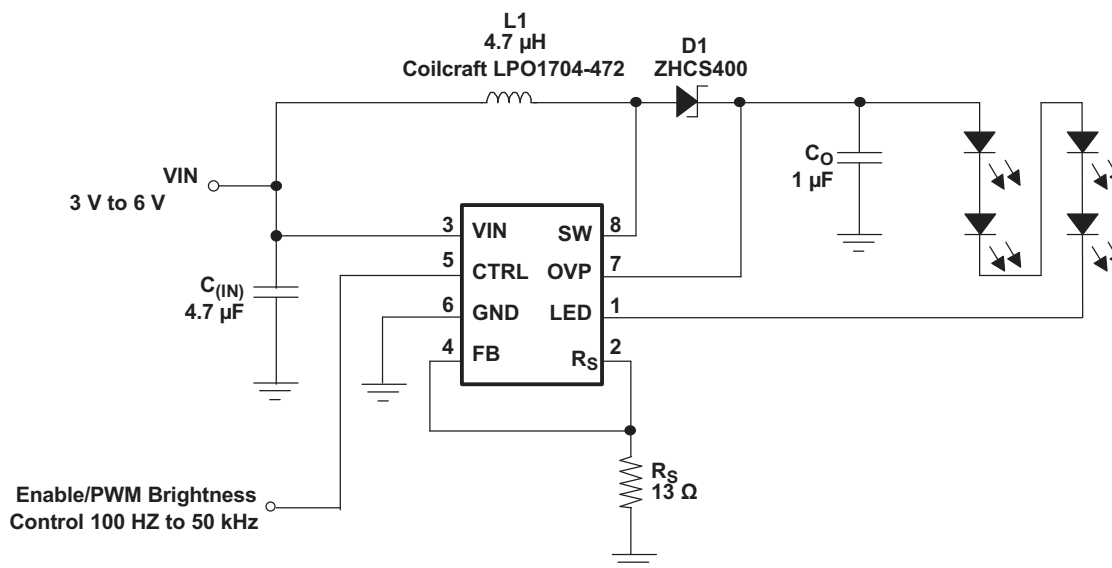 L1
4.7 µH
Coilcraft LPO1704-472
D1
ZHCS400
VIN
3 V to 6 V
C(IN)
4.7 µF
CO
1 µF
3
VIN
SW
8
5
CTRL
OVP
7
6
GND
LED
1
4
FB
RS
2
RS
13 Ω
Enable/PWM Brightness
Control 100 HZ to 50 kHz